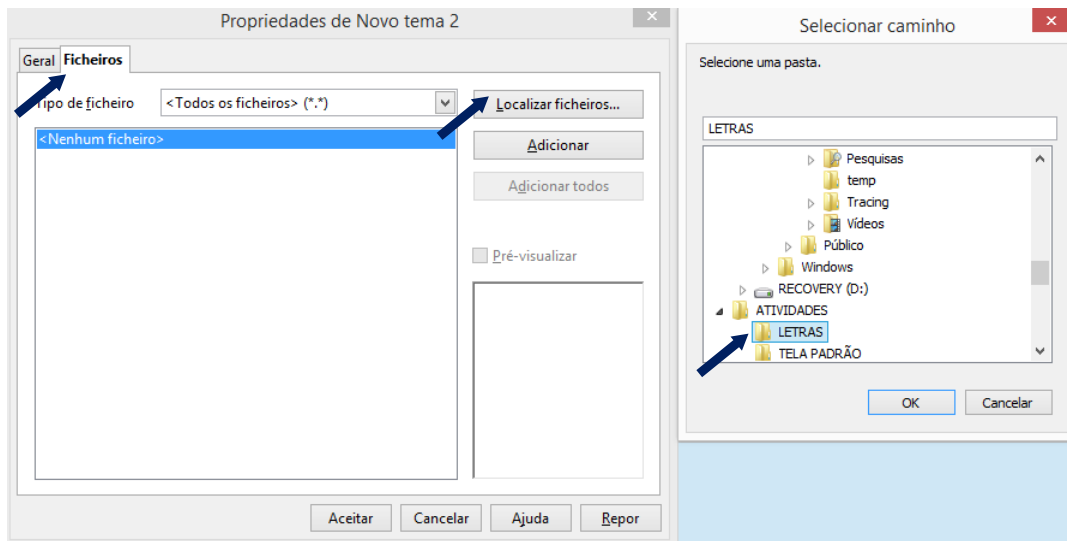 Propriedades de Novo tema 2
Geral Ficheiros
Tipo de ficheiro <Todos os ficheiros> (*.*) Localizar ficheiros...
<Nenhum ficheiro>
Adicionar
Adicionar todos
Pré-visualizar
Aceitar Cancelar Ajuda Repor
Selecionar caminho
Selecione uma pasta.
LETRAS
Pesquisas
temp
Tracing
Vídeos
Público
Windows
RECOVERY (D:)
ATIVIDADES
LETRAS
TELA PADRÃO
OK Cancelar